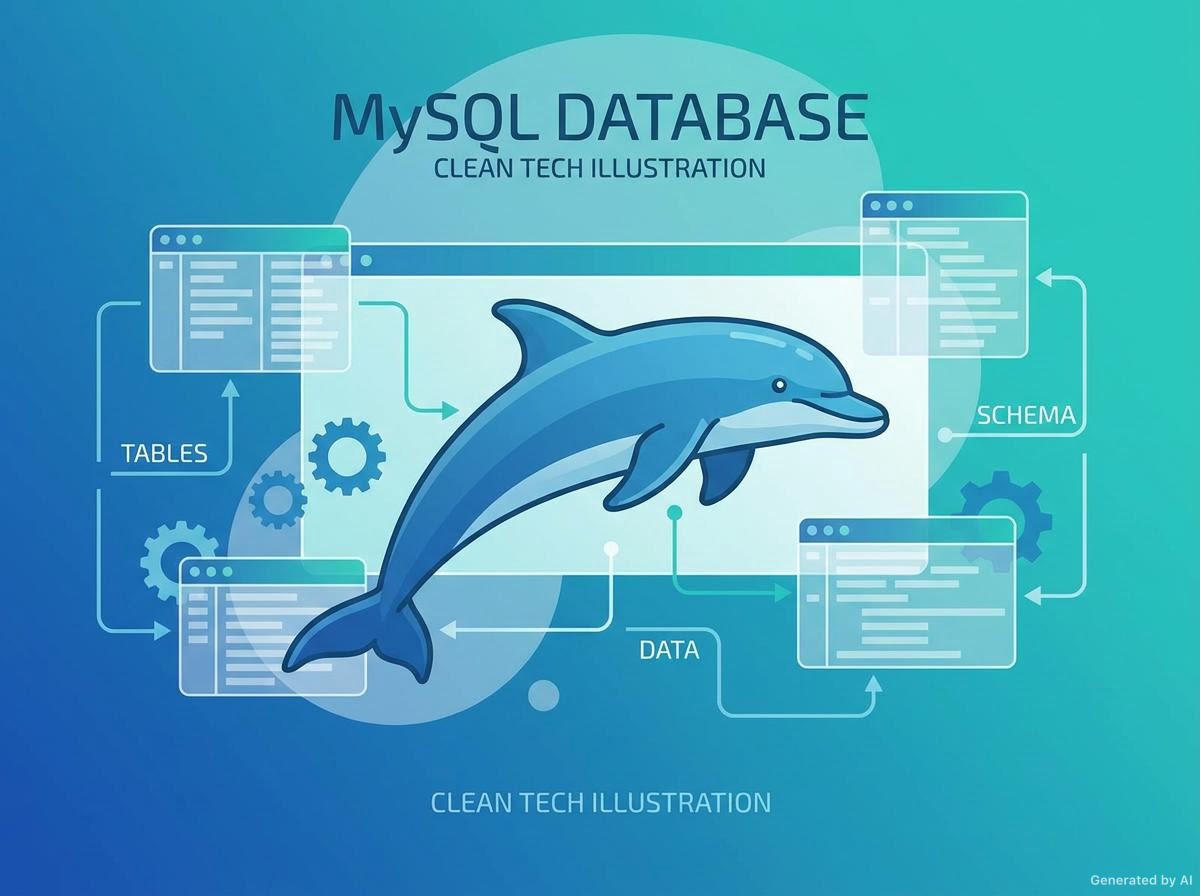 MySQL DATABASE
CLEAN TECH ILLUSTRATION
TABLES
SCHEMA
DATA
CLEAN TECH ILLUSTRATION
Generated by AI